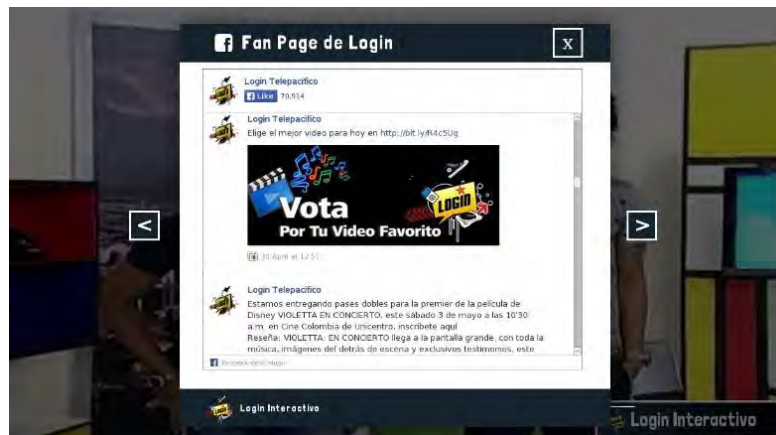 Fan Page de Login
X
Login Telepacifico
Like 70,914
Login Telepacifico
Elige el mejor video para hoy en http://bit.ly/R4c5Ug
LOGIN
Vota
Por Tu Video Favorito
30 April at 12:51
Login Telepacifico
Estamos entregando pases dobles para la premier de la película de
Disney VIOLETTA EN CONCIERTO, este sábado 3 de mayo a las 10'30
a.m. en Cine Colombia de Unicentro, inscribete aquí
Reseña: VIOLETTA: EN CONCIERTO llega a la pantalla grande, con toda la
música, imágenes del detrás de escena y exclusivos testimonios, este
<
>
Facebook social plugin
Login Interactivo
Login Interactivo